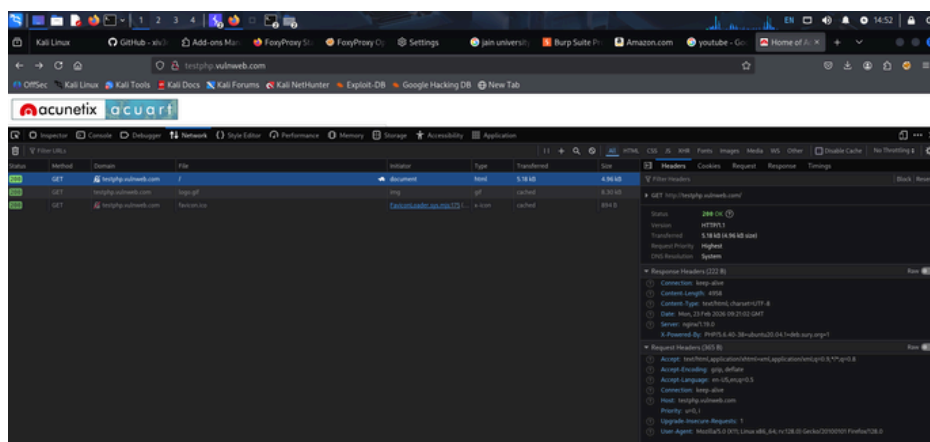 1 2 3 4
EN 14:52
Kali Linux GitHub - xiv3r Add-ons Man FoxyProxy St FoxyProxy Op Settings jain university Burp Suite Pr Amazon.com youtube - Go Home of Ac
testphp.vulnweb.com
OffSec Kali Linux Kali Tools Kali Docs Kali Forums Kali NetHunter Exploit-DB Google Hacking DB New Tab
acunetix acuart
Inspector Console Debugger Network Style Editor Performance Memory Storage Accessibility Application
Filter URLs All HTML CSS JS XHR Fonts Images Media WS Other Disable Cache No Throttling
Status Method Domain File Initiator Type Transferred Size
200 GET testphp.vulnweb.com / document html 5.18 kB 4.96 kB
200 GET testphp.vulnweb.com logo.gif img gif cached
200 GET testphp.vulnweb.com favicon.ico FaviconLoader.sys.mjs:175 x-icon cached 894 B
Headers Cookies Request Response Timings
Filter Headers Block
GET http://testphp.vulnweb.com/
Status 200 OK
Version HTTP/1.1
Transferred 5.18 kB (4.96 kB size)
Request Priority Highest
DNS Resolution System
Response Headers (222 B) Raw
Connection: keep-alive
Content-Length: 4958
Content-Type: text/html; charset=UTF-8
Date: Mon, 23 Feb 2026 09:21:02 GMT
Server: nginx/1.19.0
X-Powered-By: PHP/5.6.40-38+ubuntu20.04.1+deb.sury.org+1
Request Headers (365 B) Raw
Accept: text/html,application/xhtml+xml,application/xml;q=0.9,*/*;q=0.8
Accept-Encoding: gzip, deflate
Accept-Language: en-US,en;q=0.5
Connection: keep-alive
Host: testphp.vulnweb.com
Priority: u=0, i
Upgrade-Insecure-Requests: 1
User-Agent: Mozilla/5.0 (X11; Linux x86_64; rv:128.0) Gecko/20100101 Firefox/128.0